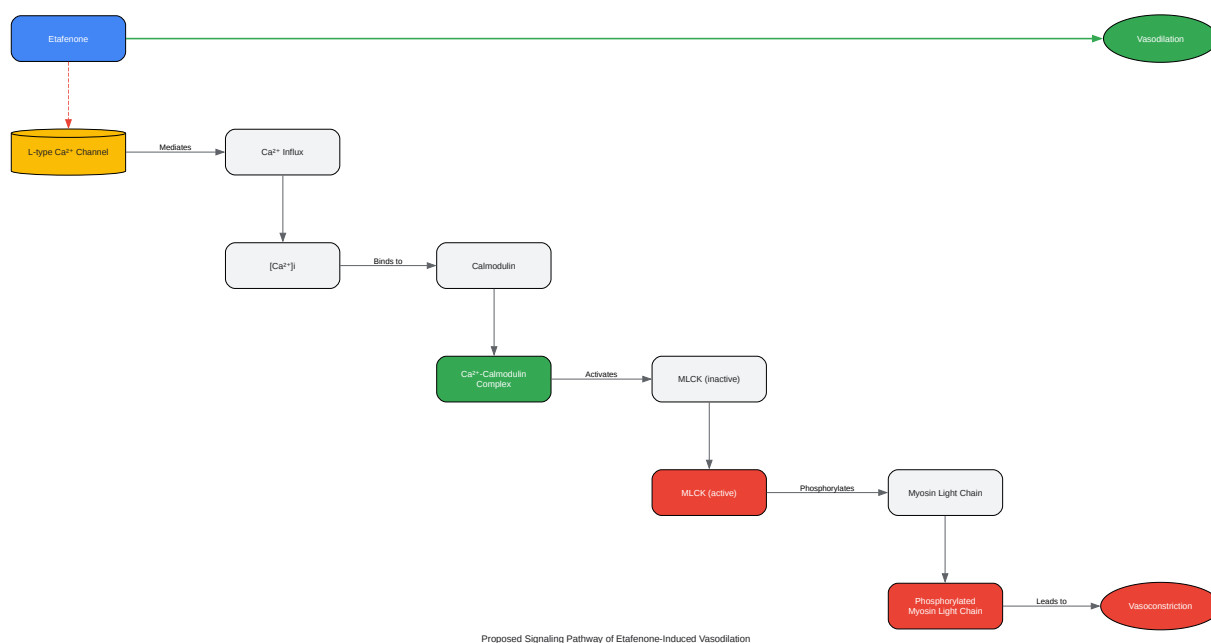 Etafenone
Vasodilation
L-type Ca²⁺ Channel
Mediates
Ca²⁺ Influx
[Ca²⁺]i
Binds to
Calmodulin
Ca²⁺-Calmodulin
Complex
Activates
MLCK (inactive)
MLCK (active)
Phosphorylates
Myosin Light Chain
Phosphorylated
Myosin Light Chain
Leads to
Vasoconstriction
Proposed Signaling Pathway of Etafenone-Induced Vasodilation